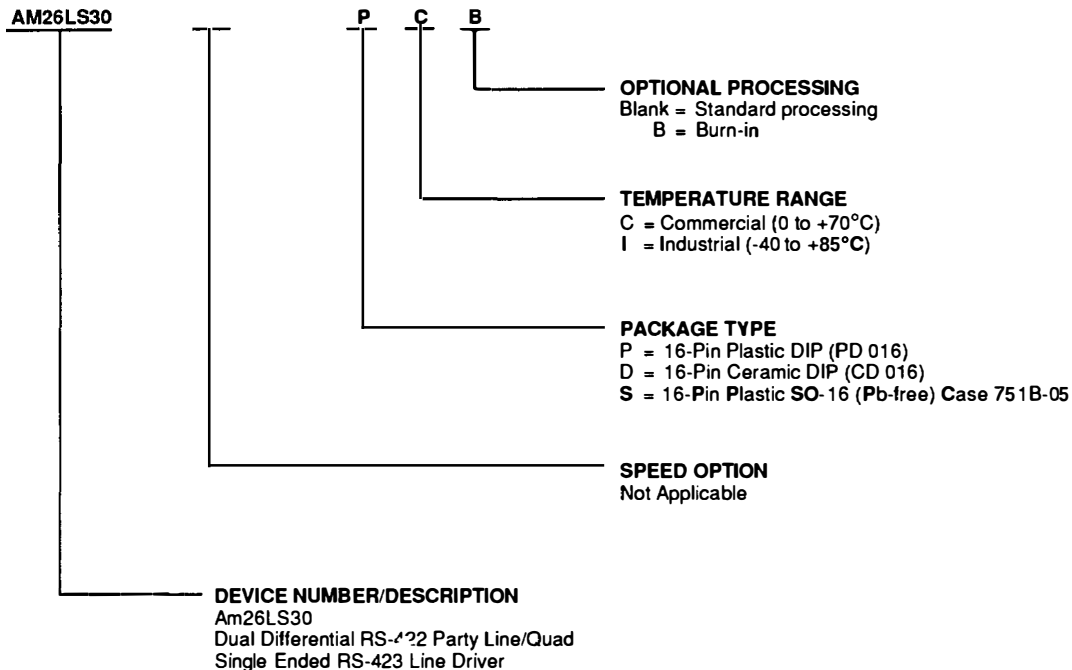 AM26LS30 P C B
OPTIONAL PROCESSING
Blank = Standard processing
B = Burn-in
TEMPERATURE RANGE
C = Commercial (0 to +70°C)
I = Industrial (-40 to +85°C)
PACKAGE TYPE
P = 16-Pin Plastic DIP (PD 016)
D = 16-Pin Ceramic DIP (CD 016)
S = 16-Pin Plastic SO-16 (Pb-free) Case 751B-05
SPEED OPTION
Not Applicable
DEVICE NUMBER/DESCRIPTION
Am26LS30
Dual Differential RS-422 Party Line/Quad
Single Ended RS-423 Line Driver